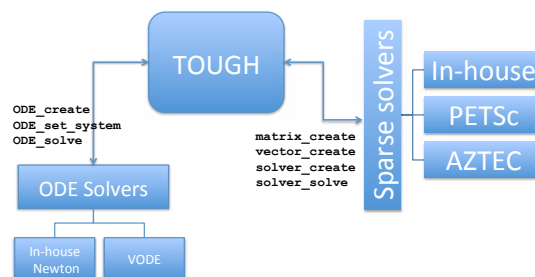 TOUGH
ODE_create
ODE_set_system
ODE_solve
ODE Solvers
In-house
Newton
VODE
matrix_create
vector_create
solver_create
solver_solve
Sparse solvers
In-house
PETSc
AZTEC